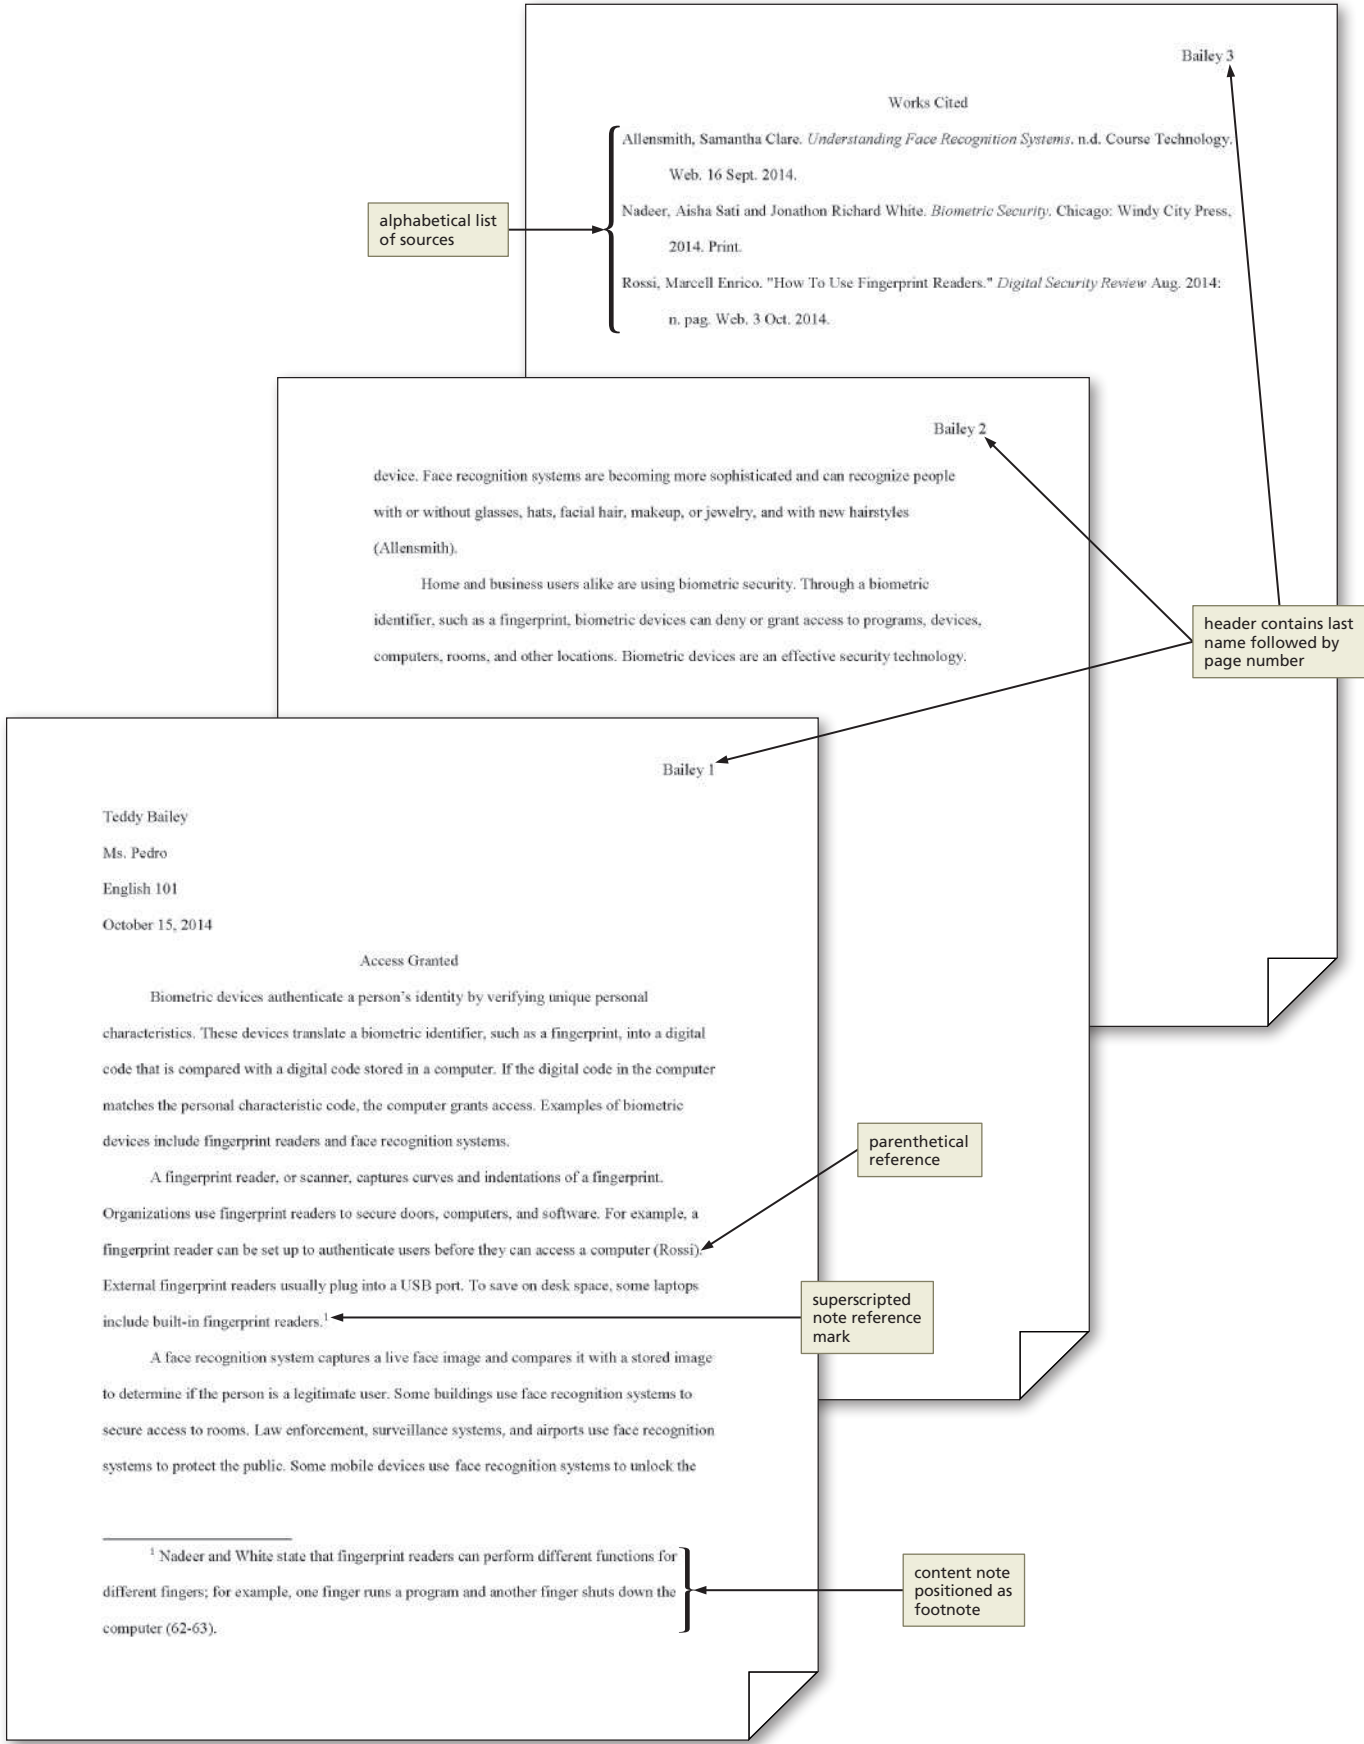 Bailey 3
Works Cited
Allensmith, Samantha Clare. Understanding Face Recognition Systems. n.d. Course Technology.
Web. 16 Sept. 2014.
Nadeer, Aisha Sati and Jonathon Richard White. Biometric Security. Chicago: Windy City Press,
2014. Print.
Rossi, Marcell Enrico. "How To Use Fingerprint Readers." Digital Security Review Aug. 2014:
n. pag. Web. 3 Oct. 2014.
alphabetical list
of sources
Bailey 2
device. Face recognition systems are becoming more sophisticated and can recognize people
with or without glasses, hats, facial hair, makeup, or jewelry, and with new hairstyles
(Allensmith).
Home and business users alike are using biometric security. Through a biometric
identifier, such as a fingerprint, biometric devices can deny or grant access to programs, devices,
computers, rooms, and other locations. Biometric devices are an effective security technology.
header contains last
name followed by
page number
Bailey 1
Teddy Bailey
Ms. Pedro
English 101
October 15, 2014
Access Granted
Biometric devices authenticate a person's identity by verifying unique personal
characteristics. These devices translate a biometric identifier, such as a fingerprint, into a digital
code that is compared with a digital code stored in a computer. If the digital code in the computer
matches the personal characteristic code, the computer grants access. Examples of biometric
devices include fingerprint readers and face recognition systems.
A fingerprint reader, or scanner, captures curves and indentations of a fingerprint.
Organizations use fingerprint readers to secure doors, computers, and software. For example, a
fingerprint reader can be set up to authenticate users before they can access a computer (Rossi).
External fingerprint readers usually plug into a USB port. To save on desk space, some laptops
include built-in fingerprint readers.¹
A face recognition system captures a live face image and compares it with a stored image
to determine if the person is a legitimate user. Some buildings use face recognition systems to
secure access to rooms. Law enforcement, surveillance systems, and airports use face recognition
systems to protect the public. Some mobile devices use face recognition systems to unlock the
¹ Nadeer and White state that fingerprint readers can perform different functions for
different fingers; for example, one finger runs a program and another finger shuts down the
computer (62-63).
parenthetical
reference
superscripted
note reference
mark
content note
positioned as
footnote